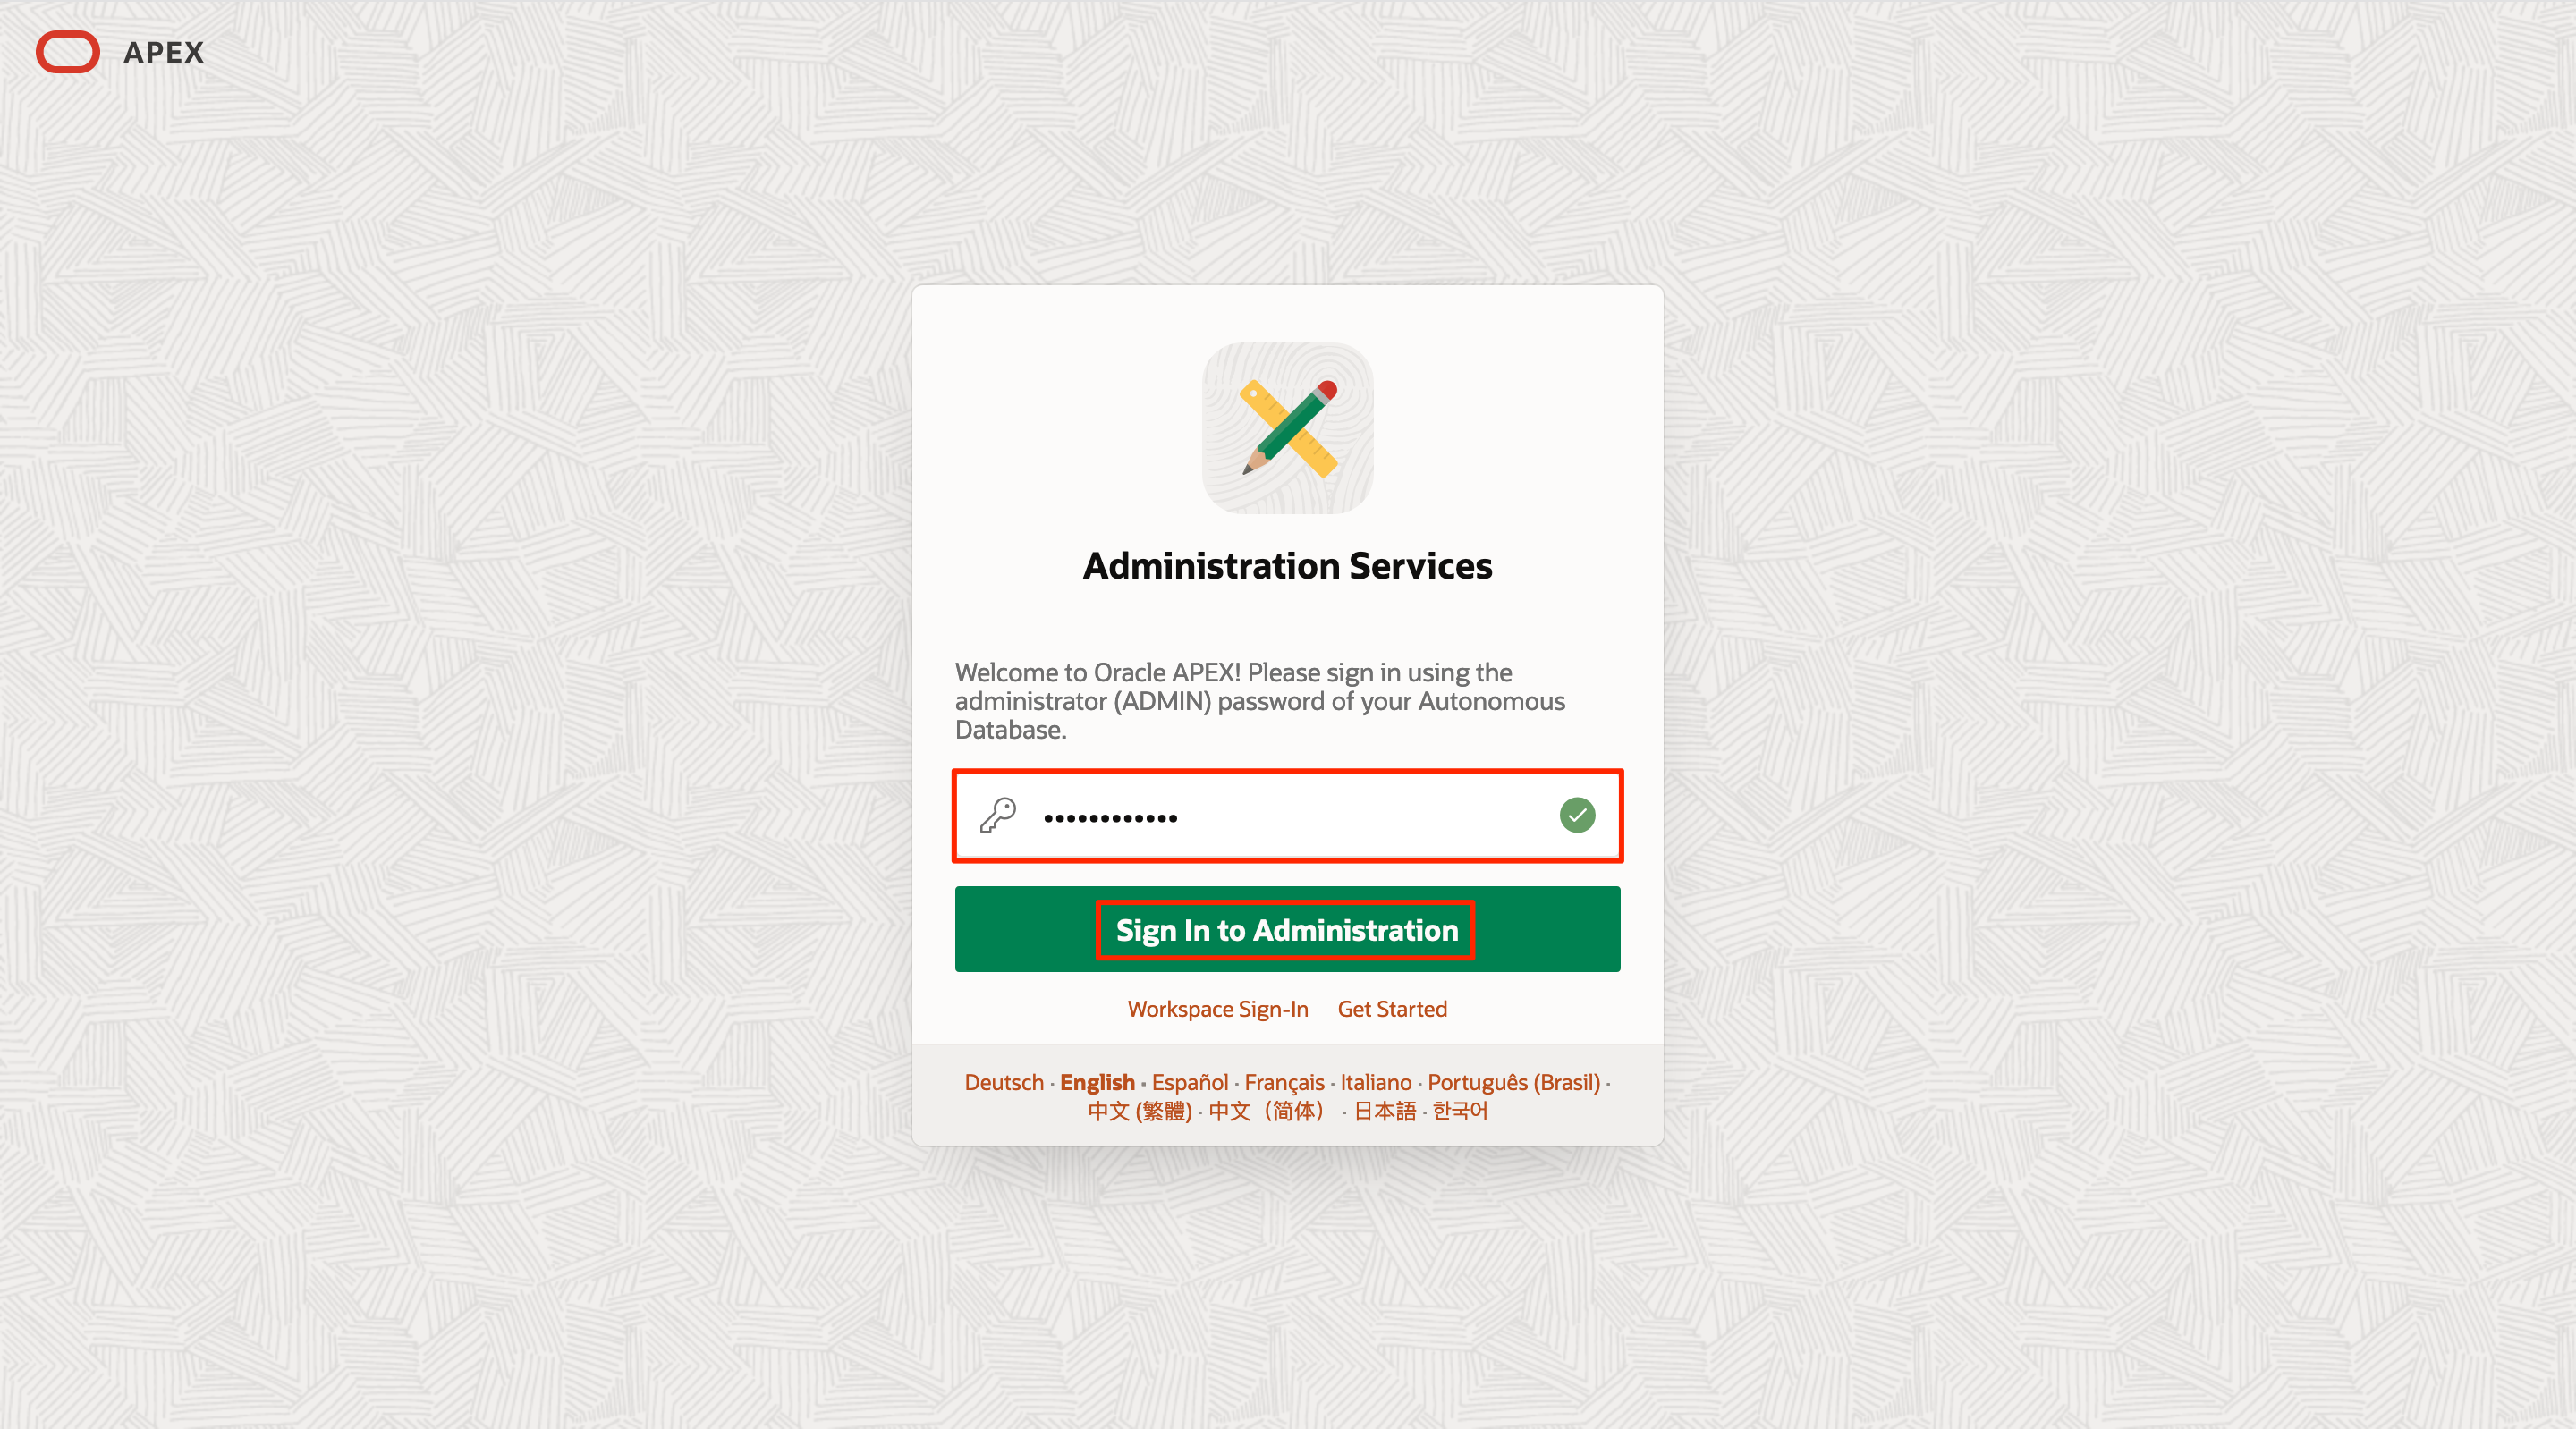 APEX
Administration Services
Welcome to Oracle APEX! Please sign in using the
administrator (ADMIN) password of your Autonomous
Database.
••••••••••••
Sign In to Administration
Workspace Sign-In Get Started
Deutsch · English · Español · Français · Italiano · Português (Brasil) ·
中文 (繁體) · 中文（简体） · 日本語 · 한국어